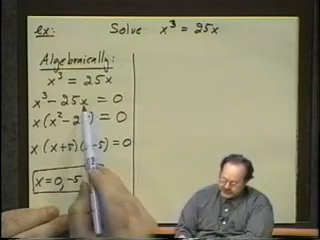 ex: Solve x³ = 25x
Algebraically:
x³ = 25x
x³ - 25x = 0
x(x² - 2 ) = 0
x(x+5)( -5) = 0
x = 0, -5